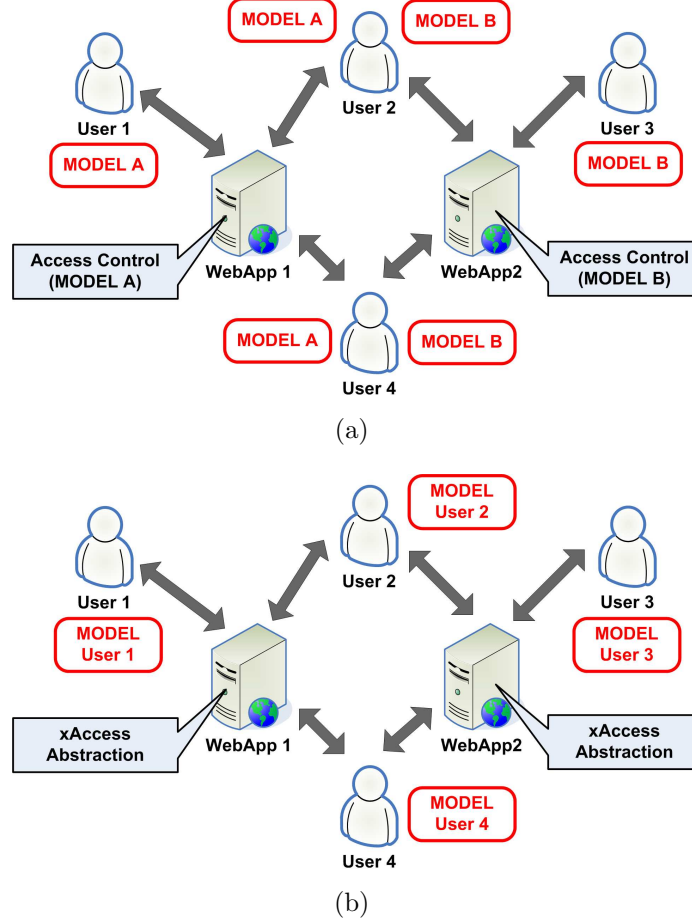 MODEL A
MODEL B
User 1
User 2
User 3
MODEL A
MODEL B
Access Control
(MODEL A)
WebApp 1
WebApp2
Access Control
(MODEL B)
MODEL A
MODEL B
User 4
(a)
MODEL
User 2
User 1
User 2
User 3
MODEL
User 1
MODEL
User 3
xAccess
Abstraction
WebApp 1
WebApp2
xAccess
Abstraction
MODEL
User 4
User 4
(b)